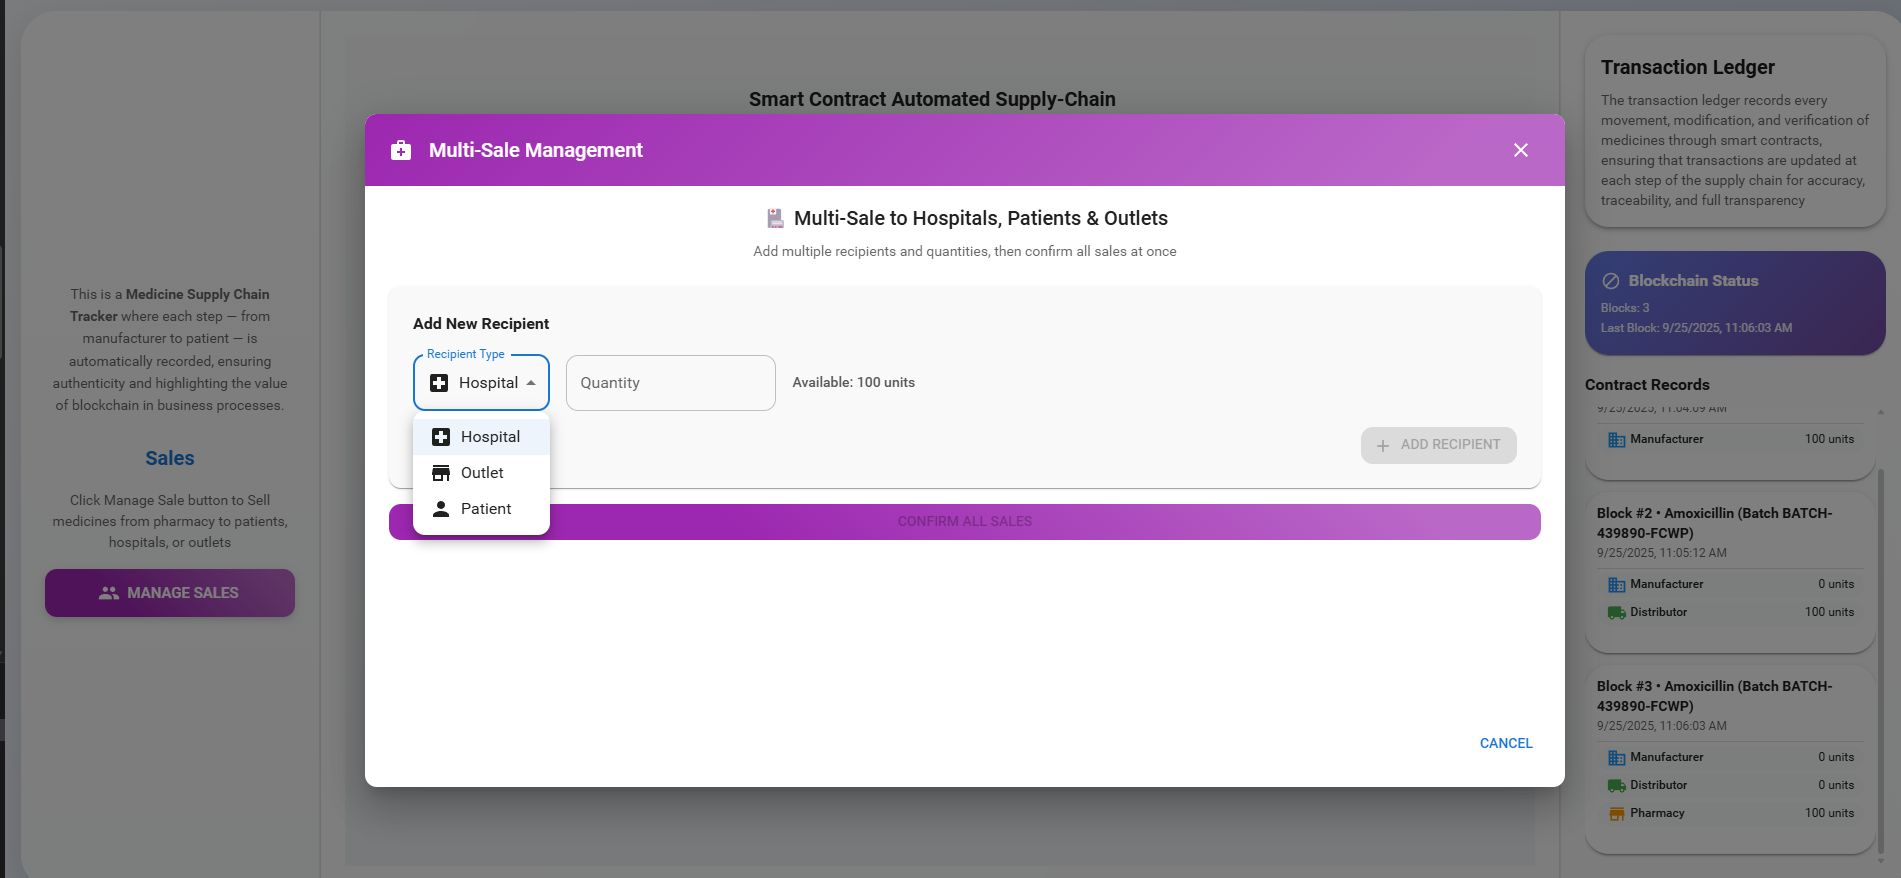 This is a Medicine Supply Chain
Tracker where each step — from
manufacturer to patient — is
automatically recorded, ensuring
authenticity and highlighting the value
of blockchain in business processes.
Sales
Click Manage Sale button to Sell
medicines from pharmacy to patients,
hospitals, or outlets
MANAGE SALES
Smart Contract Automated Supply-Chain
Multi-Sale Management
Multi-Sale to Hospitals, Patients & Outlets
Add multiple recipients and quantities, then confirm all sales at once
Add New Recipient
Recipient Type
Hospital
Quantity
Available: 100 units
Hospital
Outlet
Patient
ADD RECIPIENT
CONFIRM ALL SALES
CANCEL
Transaction Ledger
The transaction ledger records every
movement, modification, and verification of
medicines through smart contracts,
ensuring that transactions are updated at
each step of the supply chain for accuracy,
traceability, and full transparency
Blockchain Status
Blocks: 3
Last Block: 9/25/2025, 11:06:03 AM
Contract Records
9/25/2025, 11:04:09 AM
Manufacturer 100 units
Block #2 • Amoxicillin (Batch BATCH-
439890-FCWP)
9/25/2025, 11:05:12 AM
Manufacturer 0 units
Distributor 100 units
Block #3 • Amoxicillin (Batch BATCH-
439890-FCWP)
9/25/2025, 11:06:03 AM
Manufacturer 0 units
Distributor 0 units
Pharmacy 100 units